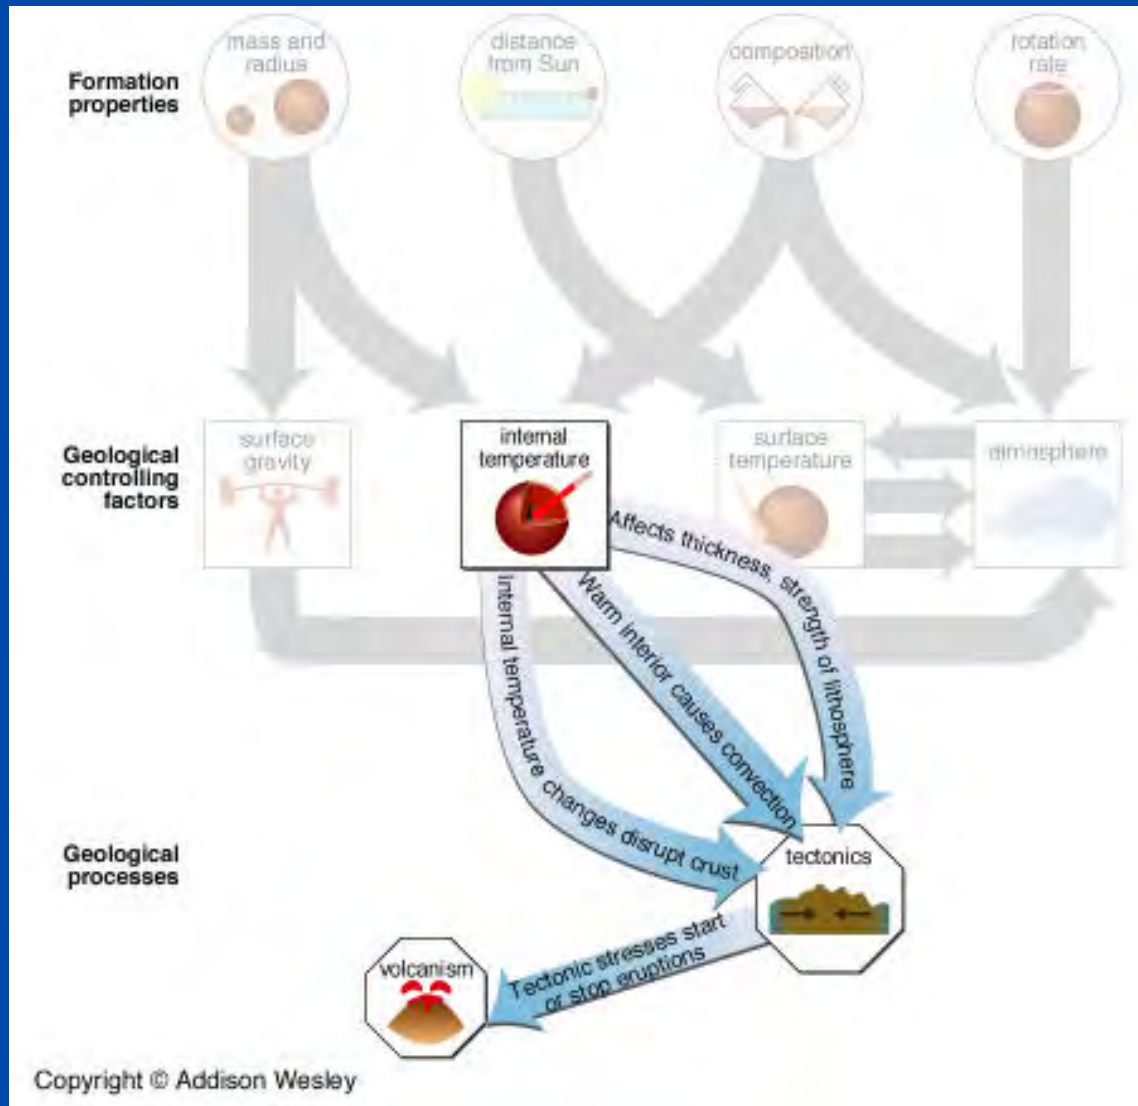 Formation
properties
mass and
radius
distance
from Sun
composition
rotation
rate
Geological
controlling
factors
surface
gravity
internal
temperature
surface
temperature
atmosphere
Affects thickness, strength of lithosphere
Warm interior causes convection
Internal temperature changes disrupt crust
Geological
processes
tectonics
Tectonic stresses start
or stop eruptions
volcanism
Copyright © Addison Wesley